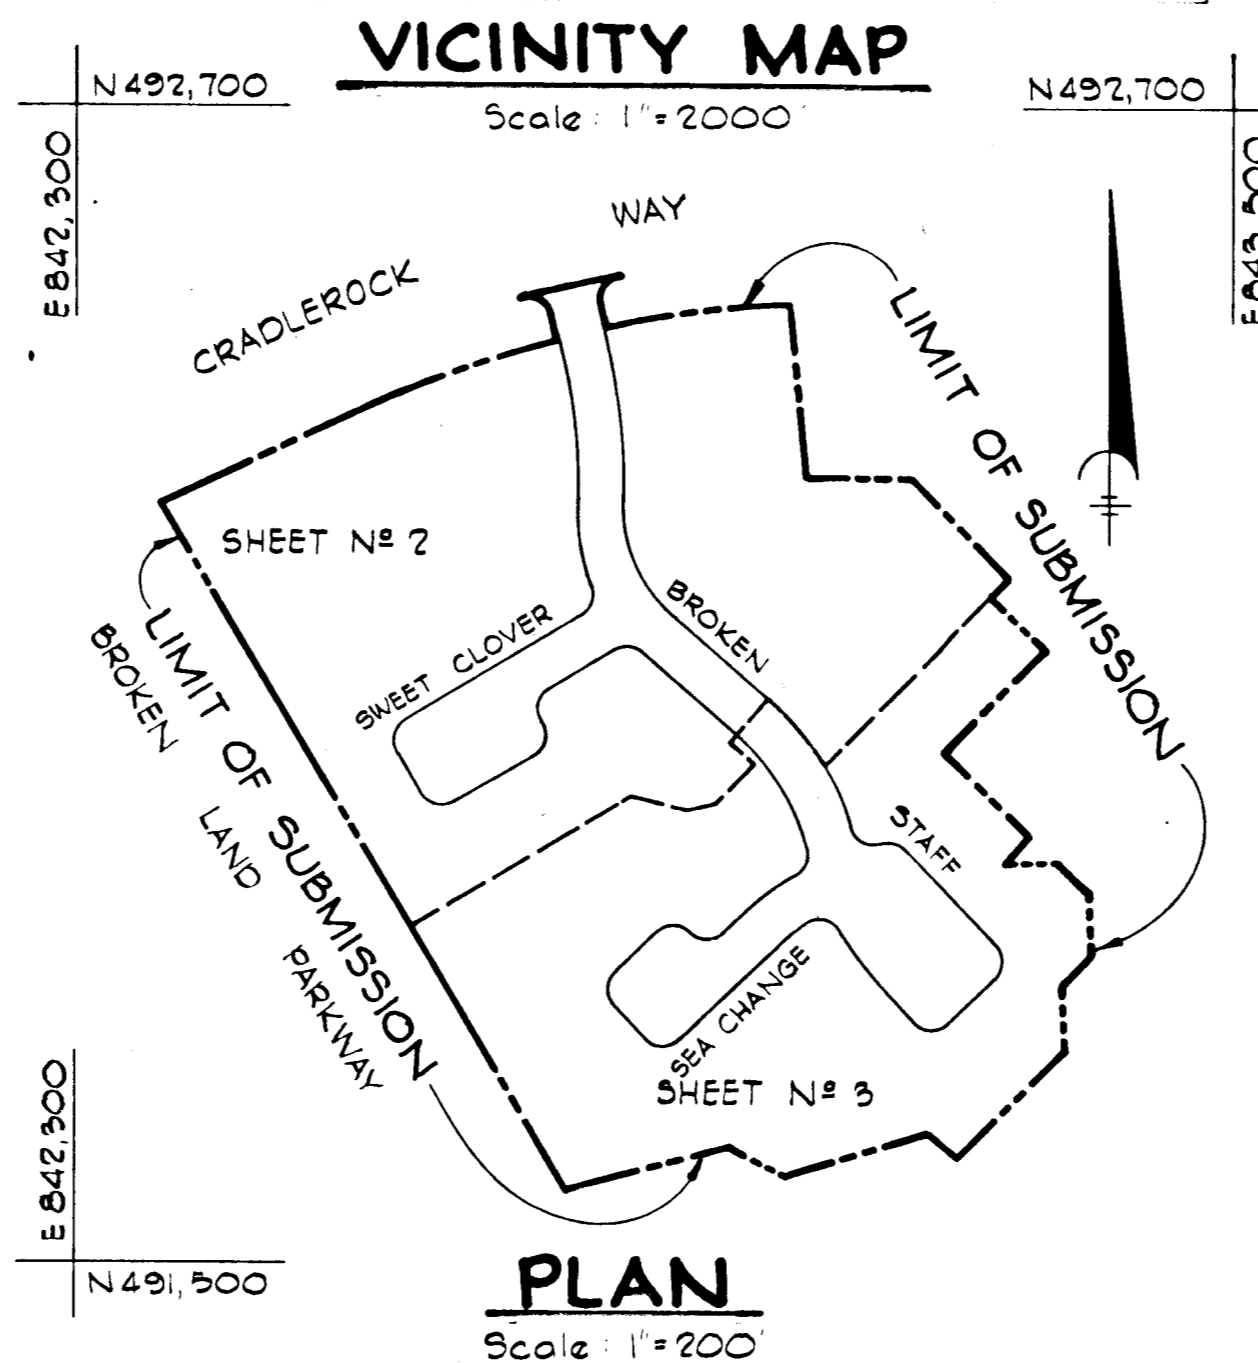 VICINITY MAP
Scale: 1"=2000'
N492,700
E842,300
N492,700
E843,500
CRADLEROCK WAY
LIMIT OF SUBMISSION
SHEET Nº 2
LIMIT OF SUBMISSION
BROKEN LAND PARKWAY
SWEET CLOVER
BROKEN STAFF
SEA CHANGE
SHEET Nº 3
E842,300
N491,500
PLAN
Scale: 1"=200'